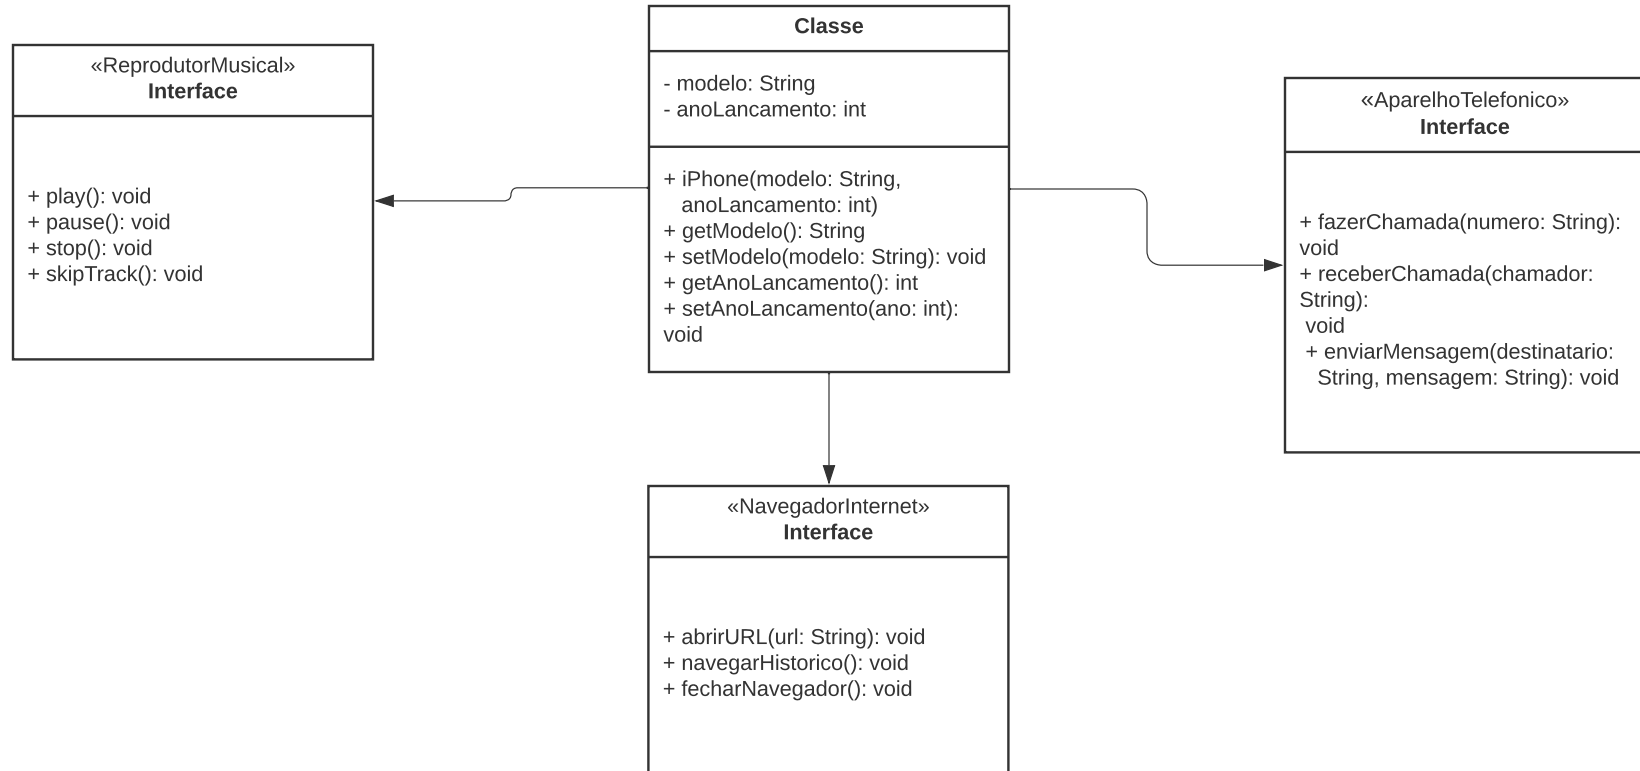 «ReprodutorMusical»
Interface
+ play(): void
+ pause(): void
+ stop(): void
+ skipTrack(): void
Classe
- modelo: String
- anoLancamento: int
+ iPhone(modelo: String,
anoLancamento: int)
+ getModelo(): String
+ setModelo(modelo: String): void
+ getAnoLancamento(): int
+ setAnoLancamento(ano: int):
void
«AparelhoTelefonico»
Interface
+ fazerChamada(numero: String):
void
+ receberChamada(chamador:
String):
void
+ enviarMensagem(destinatario:
String, mensagem: String): void
«NavegadorInternet»
Interface
+ abrirURL(url: String): void
+ navegarHistorico(): void
+ fecharNavegador(): void